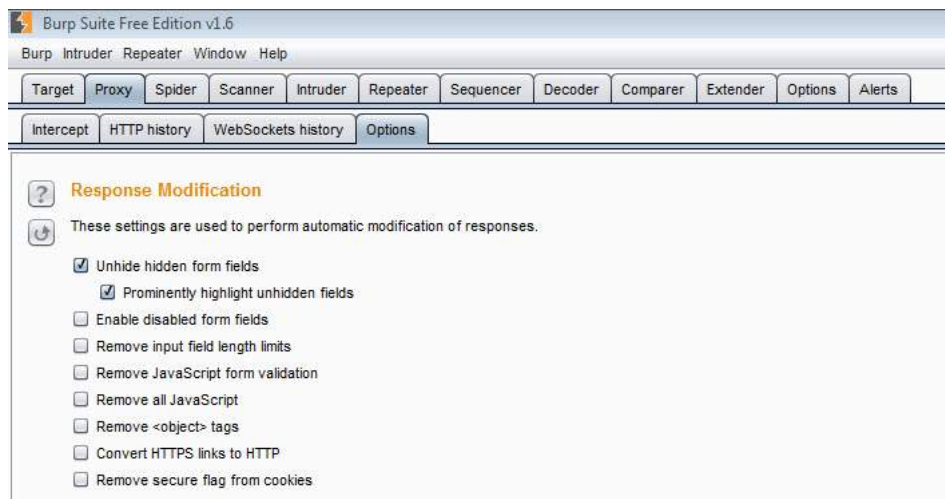 Burp Suite Free Edition v1.6
Burp Intruder Repeater Window Help
Target Proxy Spider Scanner Intruder Repeater Sequencer Decoder Comparer Extender Options Alerts
Intercept HTTP history WebSockets history Options
? Response Modification
These settings are used to perform automatic modification of responses.
Unhide hidden form fields
Prominently highlight unhidden fields
Enable disabled form fields
Remove input field length limits
Remove JavaScript form validation
Remove all JavaScript
Remove <object> tags
Convert HTTPS links to HTTP
Remove secure flag from cookies